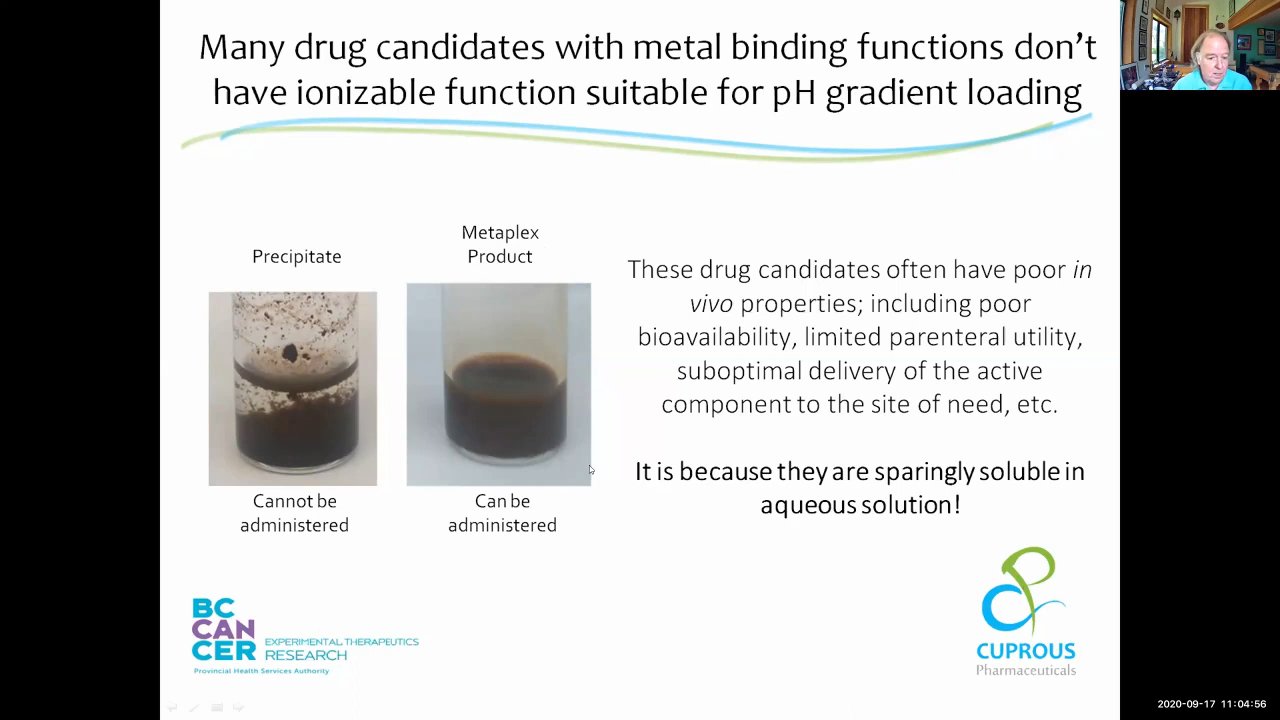 Many drug candidates with metal binding functions don't
have ionizable function suitable for pH gradient loading
Precipitate
Metaplex
Product
Cannot be
administered
Can be
administered
These drug candidates often have poor in
vivo properties; including poor
bioavailability, limited parenteral utility,
suboptimal delivery of the active
component to the site of need, etc.
It is because they are sparingly soluble in
aqueous solution!
BC
CAN
CER
EXPERIMENTAL THERAPEUTICS
RESEARCH
Provincial Health Services Authority
CUPROUS
Pharmaceuticals
2020-09-17 11:04:56